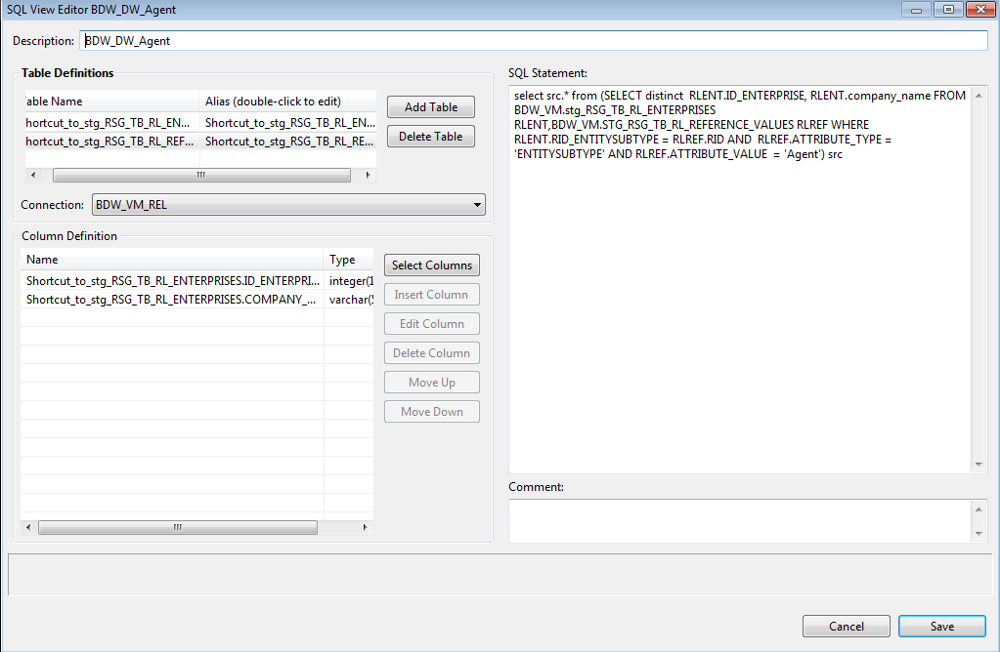 SQL View Editor BDW_DW_Agent
Description: BDW_DW_Agent
Table Definitions
able Name Alias (double-click to edit)
hortcut_to_stg_RSG_TB_RL_EN... Shortcut_to_stg_RSG_TB_RL_EN...
hortcut_to_stg_RSG_TB_RL_REF... Shortcut_to_stg_RSG_TB_RL_RE...
Add Table
Delete Table
Connection: BDW_VM_REL
Column Definition
Name Type
Shortcut_to_stg_RSG_TB_RL_ENTERPRISES.ID_ENTERPRI... integer(1
Shortcut_to_stg_RSG_TB_RL_ENTERPRISES.COMPANY_... varchar(5
Select Columns
Insert Column
Edit Column
Delete Column
Move Up
Move Down
SQL Statement:
select src.* from (SELECT distinct RLENT.ID_ENTERPRISE, RLENT.company_name FROM
BDW_VM.stg_RSG_TB_RL_ENTERPRISES
RLENT,BDW_VM.STG_RSG_TB_RL_REFERENCE_VALUES RLREF WHERE
RLENT.RID_ENTITYSUBTYPE = RLREF.RID AND RLREF.ATTRIBUTE_TYPE =
'ENTITYSUBTYPE' AND RLREF.ATTRIBUTE_VALUE = 'Agent') src
Comment:
Cancel
Save